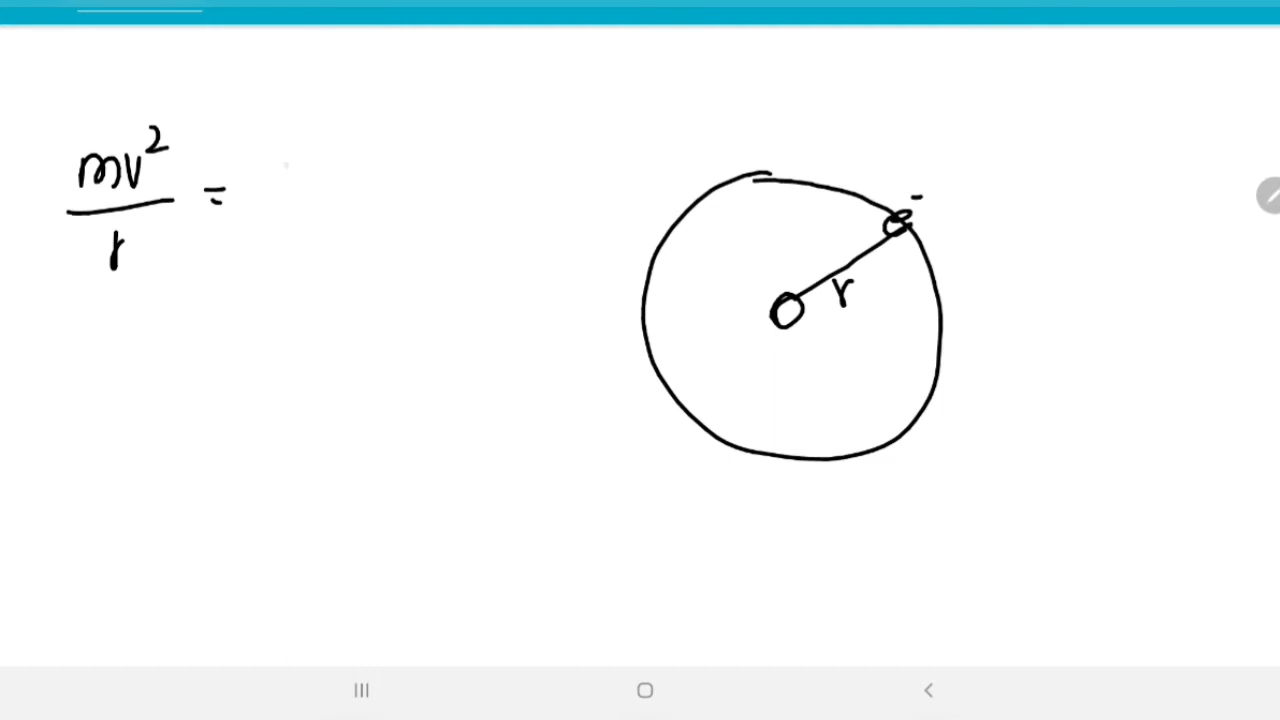 mv²/r =
e⁻
r